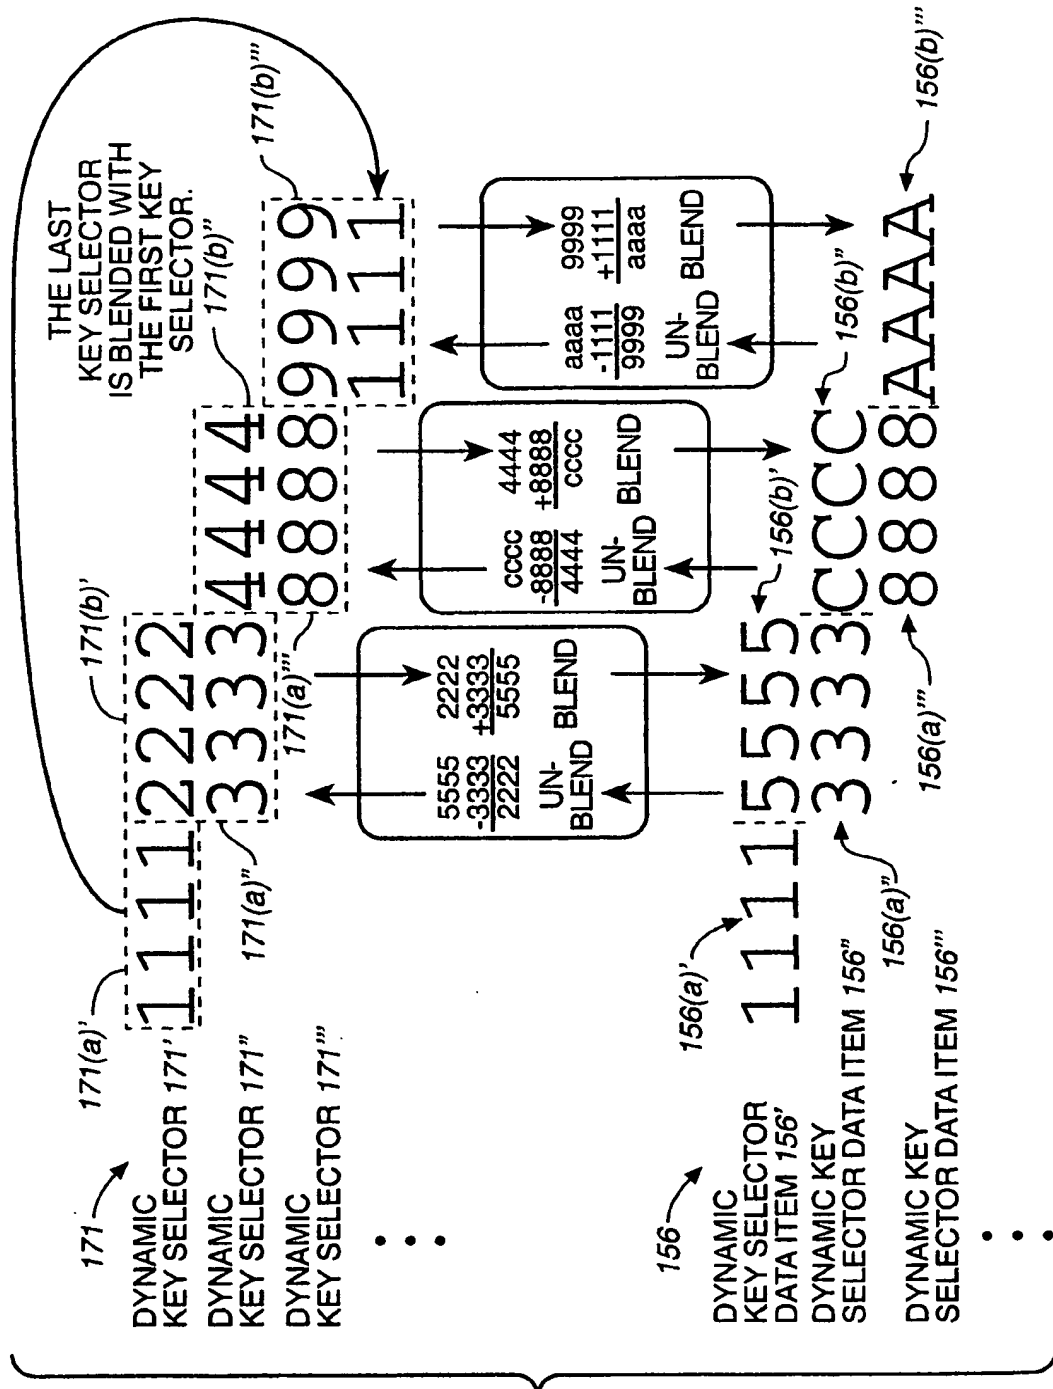 171
171(a)'
171(b)'
THE LAST
KEY SELECTOR
IS BLENDED WITH
THE FIRST KEY
SELECTOR.
171(b)"
171(b)'''
DYNAMIC
KEY SELECTOR 171'
1111 2222
DYNAMIC
KEY SELECTOR 171"
3333 4444
DYNAMIC
KEY SELECTOR 171'''
8888 9999
1111
171(a)"
171(a)'''
5555
-3333
2222
UN-
BLEND
2222
+3333
5555
BLEND
cccc
-8888
4444
UN-
BLEND
4444
+8888
cccc
BLEND
aaaa
-1111
9999
UN-
BLEND
9999
+1111
aaaa
BLEND
156
156(a)'
156(b)'
156(b)"
156(b)'''
DYNAMIC
KEY SELECTOR
DATA ITEM 156'
1111 5555
DYNAMIC KEY
SELECTOR DATA ITEM 156"
3333 CCCC
DYNAMIC KEY
SELECTOR DATA ITEM 156'''
8888 AAAA
156(a)"
156(a)'''